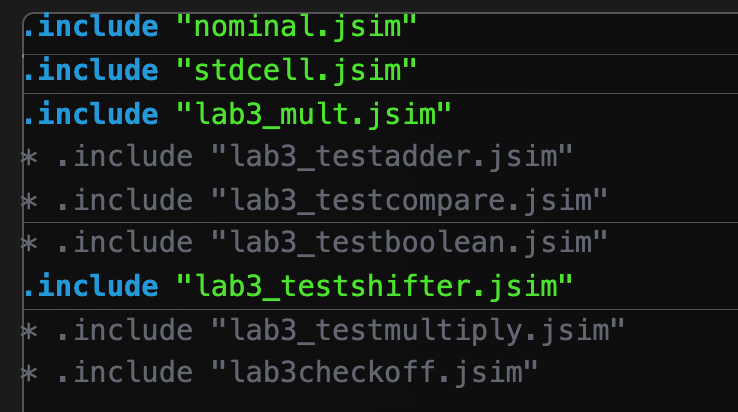 .include "nominal.jsim"
.include "stdcell.jsim"
.include "lab3_mult.jsim"
* .include "lab3_testadder.jsim"
* .include "lab3_testcompare.jsim"
* .include "lab3_testboolean.jsim"
.include "lab3_testshifter.jsim"
* .include "lab3_testmultiply.jsim"
* .include "lab3checkoff.jsim"